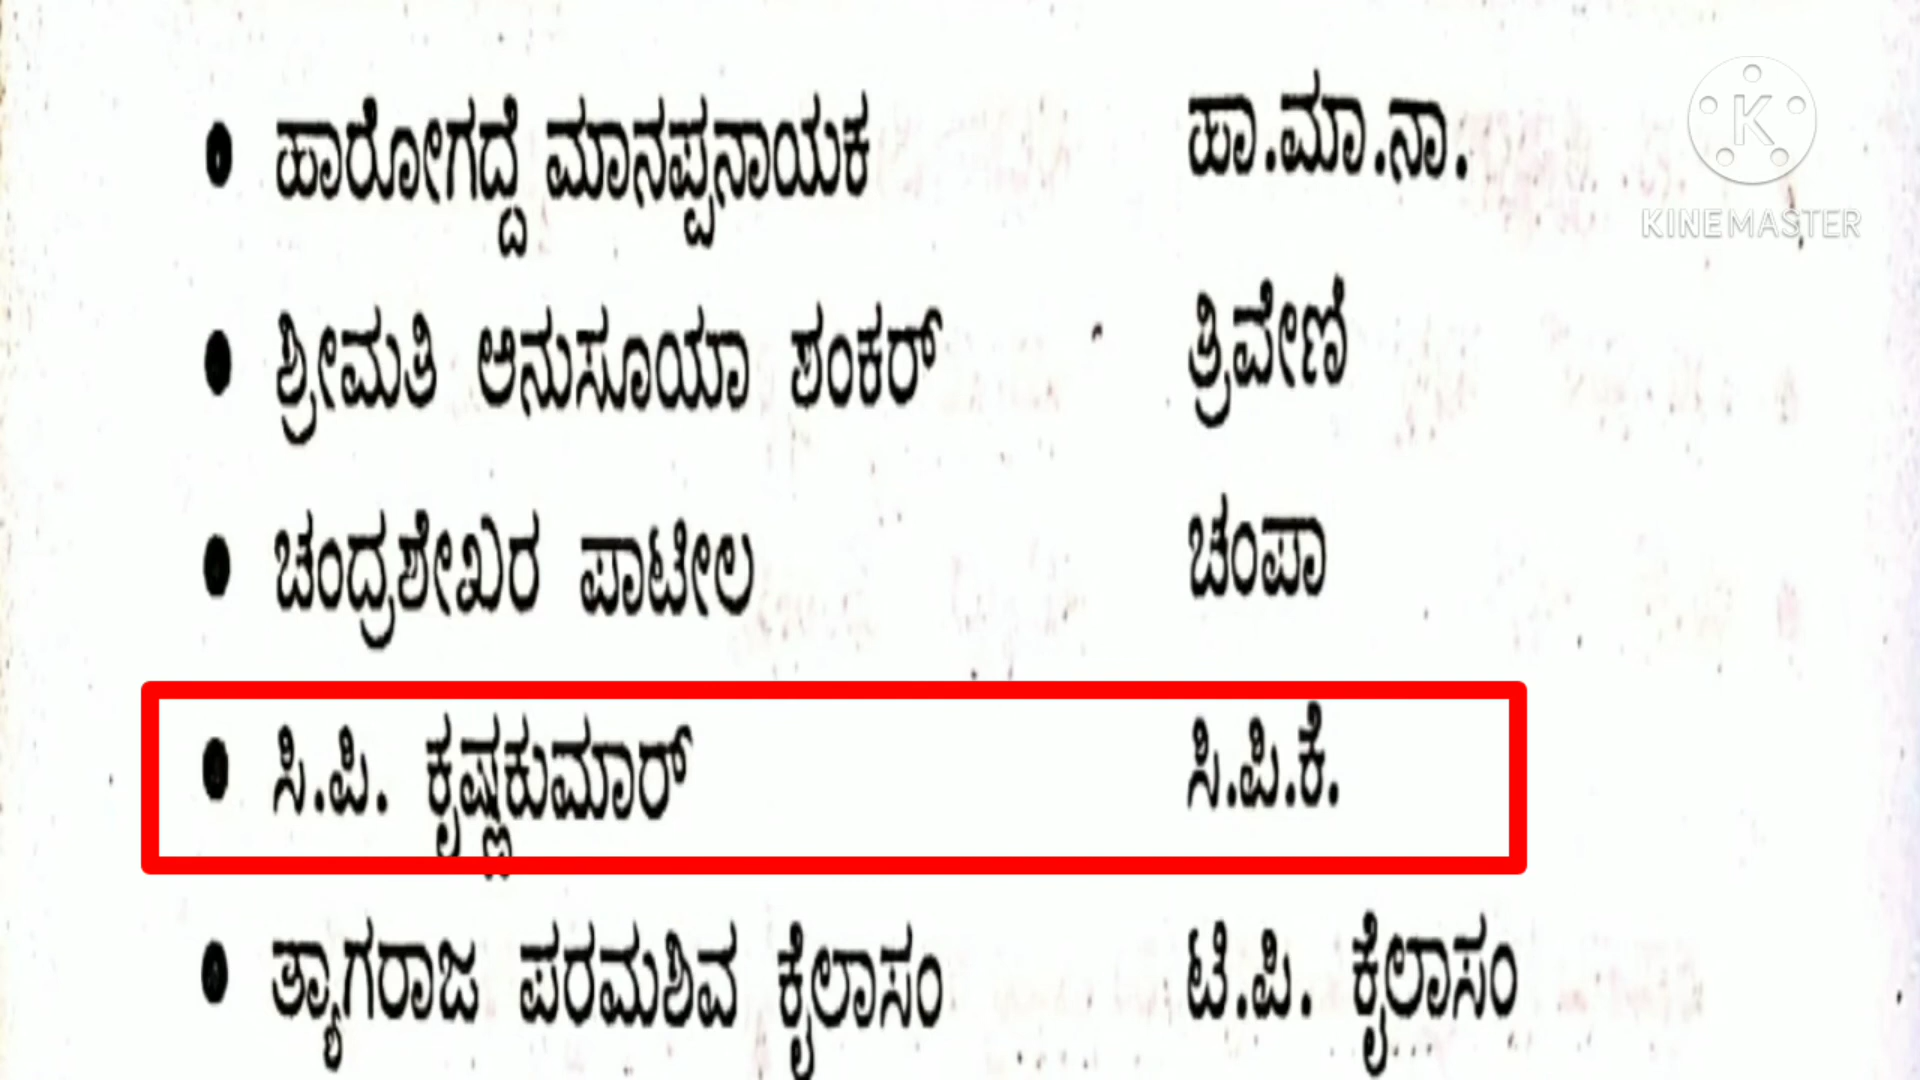 • ಹಾರೋಗದ್ದೆ ಮಾನಪ್ಪನಾಯಕ ಹಾ.ಮಾ.ನಾ.
KINEMASTER
• ಶ್ರೀಮತಿ ಅನುಸೂಯಾ ಶಂಕರ್ ತ್ರಿವೇಣಿ
• ಚಂದ್ರಶೇಖರ ಪಾಟೀಲ ಚಂಪಾ
• ಸಿ.ಪಿ. ಕೃಷ್ಣಕುಮಾರ್ ಸಿ.ಪಿ.ಕೆ.
• ತ್ಯಾಗರಾಜ ಪರಮಶಿವ ಕೈಲಾಸಂ ಟಿ.ಪಿ. ಕೈಲಾಸಂ